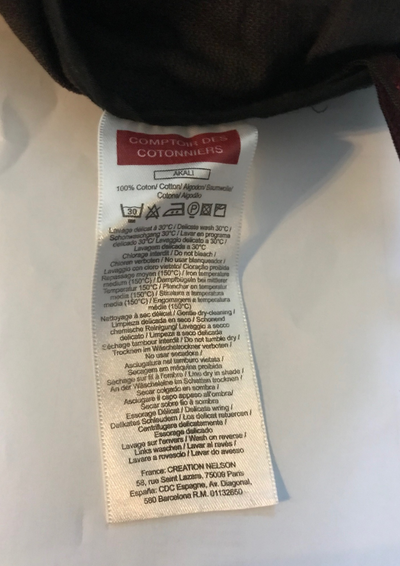 COMPTOIR DES
COTONNIERS
AKALI
100% Coton/ Cotton/ Algodon/ Baumwolle/
Cotone/ Algodão
30
P
Lavage délicat à 30°C / Delicate wash 30°C /
Schonwaschgang 30°C / Lavar en programa
delicado 30°C / Lavaggio delicato a 30°C /
Lavagem delicada a 30°C
Chlorage interdit / Do not bleach /
Chloren verboten / No usar blanqueador /
Lavaggio con cloro vietato/ Cloração proibida
Repassage moyen (150°C) / Iron temperature
medium (150°C) / Dampfbügeln bei mittlerer
Temperatur 150°C / Planchar en temperatur
media (150°C) / Stiratura a temperatura
media (150°C) / Engomagem a temperatura
média (150°C)
Nettoyage à sec délicat / Gentle dry-cleaning /
Limpieza delicada en seco / Schonend
chemische Reinigung/ Lavaggio a secco
delicato / Limpeza a seco delicada
Séchage tambour interdit / Do not tumble dry /
Trocknen im Wäschetrockner verboten /
No usar secadora /
Asciugatura nel tamburo vietata /
Secagem em máquina proibida
Séchage sur fil à l'ombre / Line dry in shade /
An der Wäscheleine im Schatten trocknen /
Secar colgado en sombra /
Asciugare il capo appeso all'ombra /
Secar sobre fio à sombra
Essorage Délicat / Delicate wring /
Delikates Schleudern / Los delicat retuercen /
Centrifugare delicatamente /
Essorage delicado
Lavage sur l'envers / Wash on reverse /
Links waschen / Lavar al ravés /
Lavare a rovescio / Lavar do avesso
France: CREATION NELSON
58, rue Saint Lazare, 75009 Paris
España: CDC Espagne, Av. Diagonal,
580 Barcelona R.M. 01132650